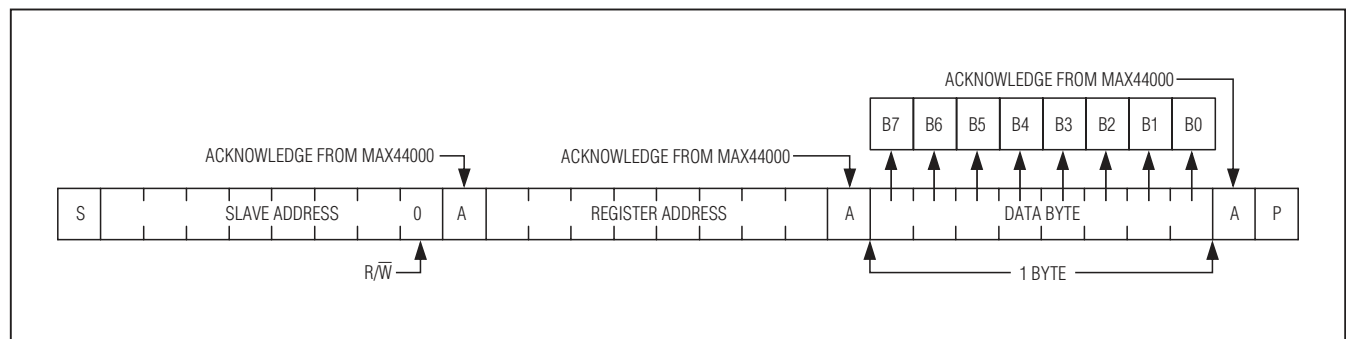 ACKNOWLEDGE FROM MAX44000
B7 B6 B5 B4 B3 B2 B1 B0
ACKNOWLEDGE FROM MAX44000 ACKNOWLEDGE FROM MAX44000
S SLAVE ADDRESS 0 A REGISTER ADDRESS A DATA BYTE A P
R/W̅ 1 BYTE